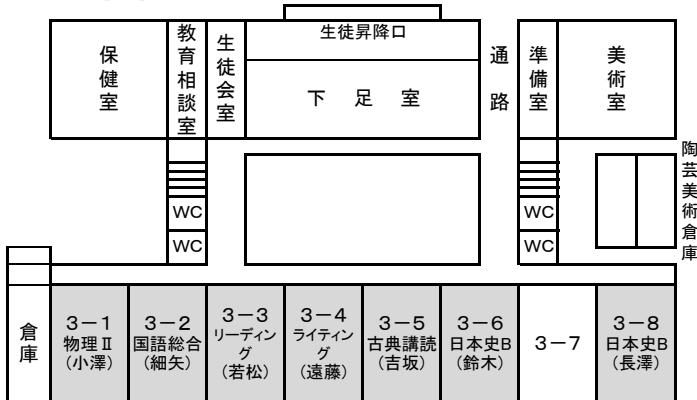 生徒昇降口
保健室
教育相談室
生徒会室
下足室
通路
準備室
美術室
陶芸美術倉庫
WC
WC
WC
WC
倉庫
3－1
物理Ⅱ
(小澤)
3－2
国語総合
(細矢)
3－3
リーディン
グ
(若松)
3－4
ライティン
グ
(遠藤)
3－5
古典講読
(吉坂)
3－6
日本史B
(鈴木)
3－7
3－8
日本史B
(長澤)